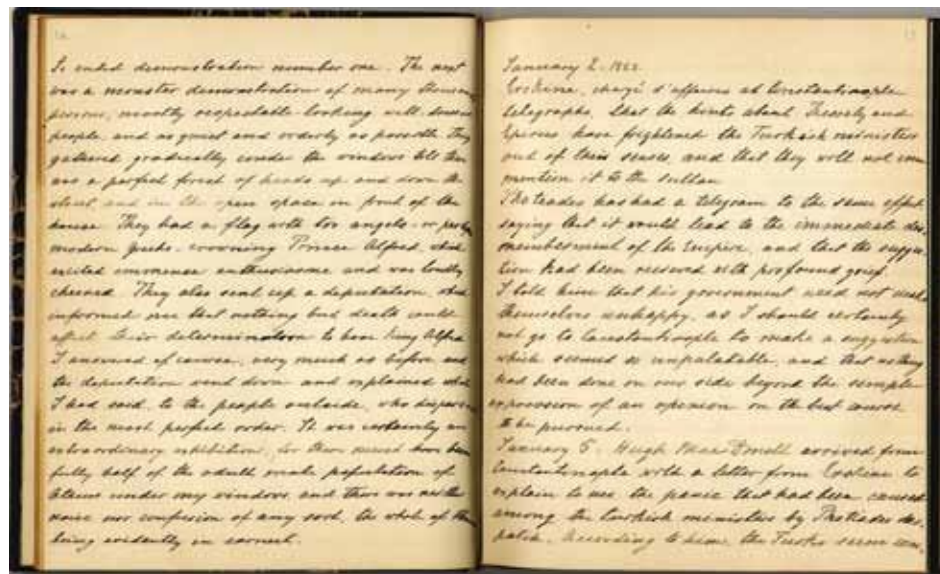 So ended demonstration number one. The next
was a monster demonstration of many thousand
persons, mostly respectable-looking well-dressed
people, and as quiet and orderly as possible. They
gathered gradually under the windows till there
was a perfect forest of heads up and down the
street and in the open space in front of the
house. They had a flag with two angels, or perhaps
modern Greeks, crowning Prince Alfred, which
excited immense enthusiasm and was loudly
cheered. They also sent up a deputation, which
informed me that nothing but death could
affect their determination to have King Alfred
I answered of course, very much as before and
the deputation went down and explained what
I had said, to the people outside, who dispersed
in the most perfect order. It was certainly an
extraordinary exhibition, for there must have been
fully half of the adult male population of
Athens under my windows, and there was neither
noise nor confusion of any sort, the whole of them
being evidently in earnest.
January 2. 1863
Erskine, chargé d'affaires at Constantinople
telegraphs, that the hints about Thessaly and
Epirus have frightened the Turkish ministers
out of their senses, and that they will not even
mention it to the Sultan
Photiades has had a telegram to the same effect
saying that it would lead to the immediate dis-
memberment of the Empire, and that the sugges-
tion had been received with profound grief.
I told him that his government need not make
themselves unhappy, as I should certainly
not go to Constantinople to make a suggestion
which seemed so unpalatable, and that nothing
had been done on our side beyond the simple
expression of an opinion on the best course
to be pursued.
January 5. Hugh MacDonell arrived from
Constantinople with a letter from Erskine to
explain to me the panic that had been caused
among the Turkish ministers by Photiades des-
patch. According to him, the Turks seem